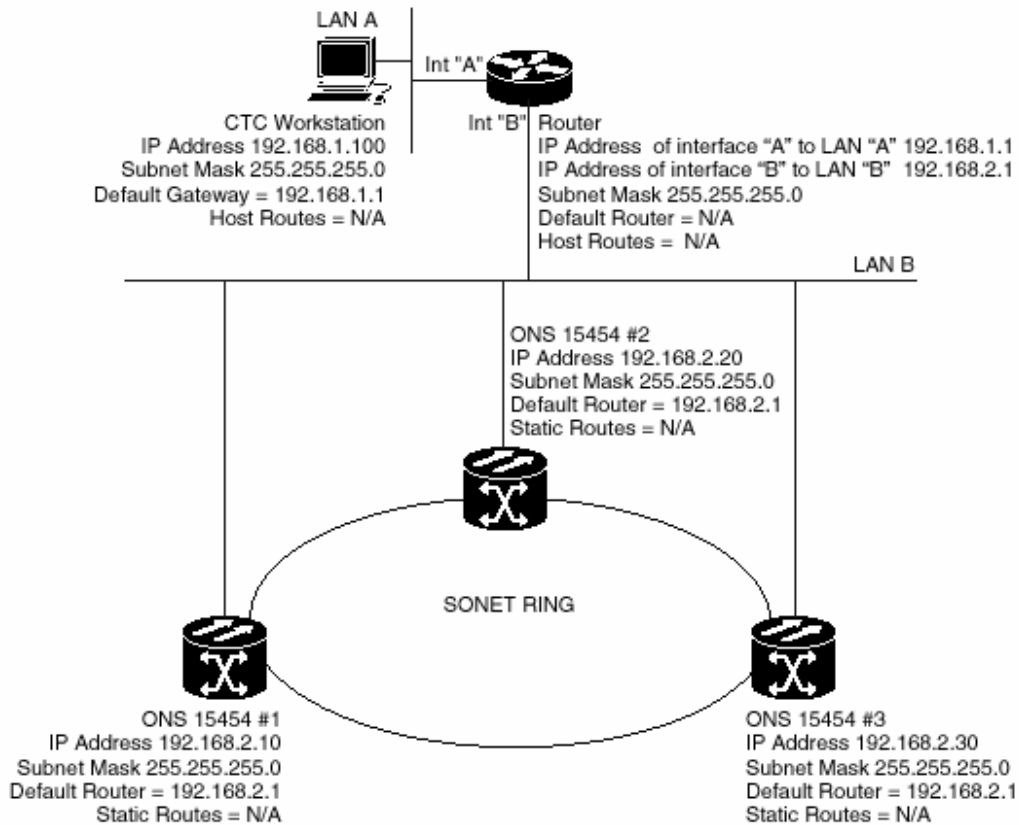 LAN A
Int "A"
CTC Workstation
IP Address 192.168.1.100
Subnet Mask 255.255.255.0
Default Gateway = 192.168.1.1
Host Routes = N/A
Int "B"
Router
IP Address of interface “A” to LAN “A” 192.168.1.1
IP Address of interface “B” to LAN “B” 192.168.2.1
Subnet Mask 255.255.255.0
Default Router = N/A
Host Routes = N/A
LAN B
ONS 15454 #2
IP Address 192.168.2.20
Subnet Mask 255.255.255.0
Default Router = 192.168.2.1
Static Routes = N/A
SONET RING
ONS 15454 #1
IP Address 192.168.2.10
Subnet Mask 255.255.255.0
Default Router = 192.168.2.1
Static Routes = N/A
ONS 15454 #3
IP Address 192.168.2.30
Subnet Mask 255.255.255.0
Default Router = 192.168.2.1
Static Routes = N/A